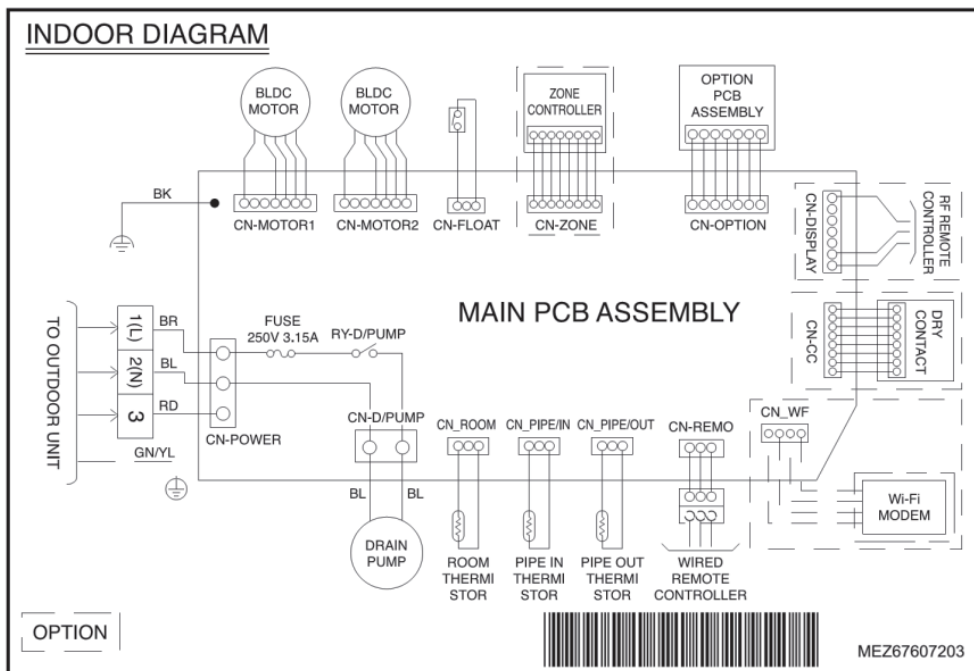 INDOOR DIAGRAM
BLDC
MOTOR
BLDC
MOTOR
ZONE
CONTROLLER
OPTION
PCB
ASSEMBLY
BK
CN-MOTOR1
CN-MOTOR2
CN-FLOAT
CN-ZONE
CN-OPTION
CN-DISPLAY
RF REMOTE
CONTROLLER
MAIN PCB ASSEMBLY
CN-CC
DRY
CONTACT
TO OUTDOOR UNIT
1(L)
BR
2(N)
BL
3
RD
GN/YL
CN-POWER
FUSE
250V 3.15A
RY-D/PUMP
CN-D/PUMP
BL
BL
DRAIN
PUMP
CN_ROOM
CN_PIPE/IN
CN_PIPE/OUT
CN-REMO
CN_WF
Wi-Fi
MODEM
ROOM
THERMI
STOR
PIPE IN
THERMI
STOR
PIPE OUT
THERMI
STOR
WIRED
REMOTE
CONTROLLER
OPTION
MEZ67607203